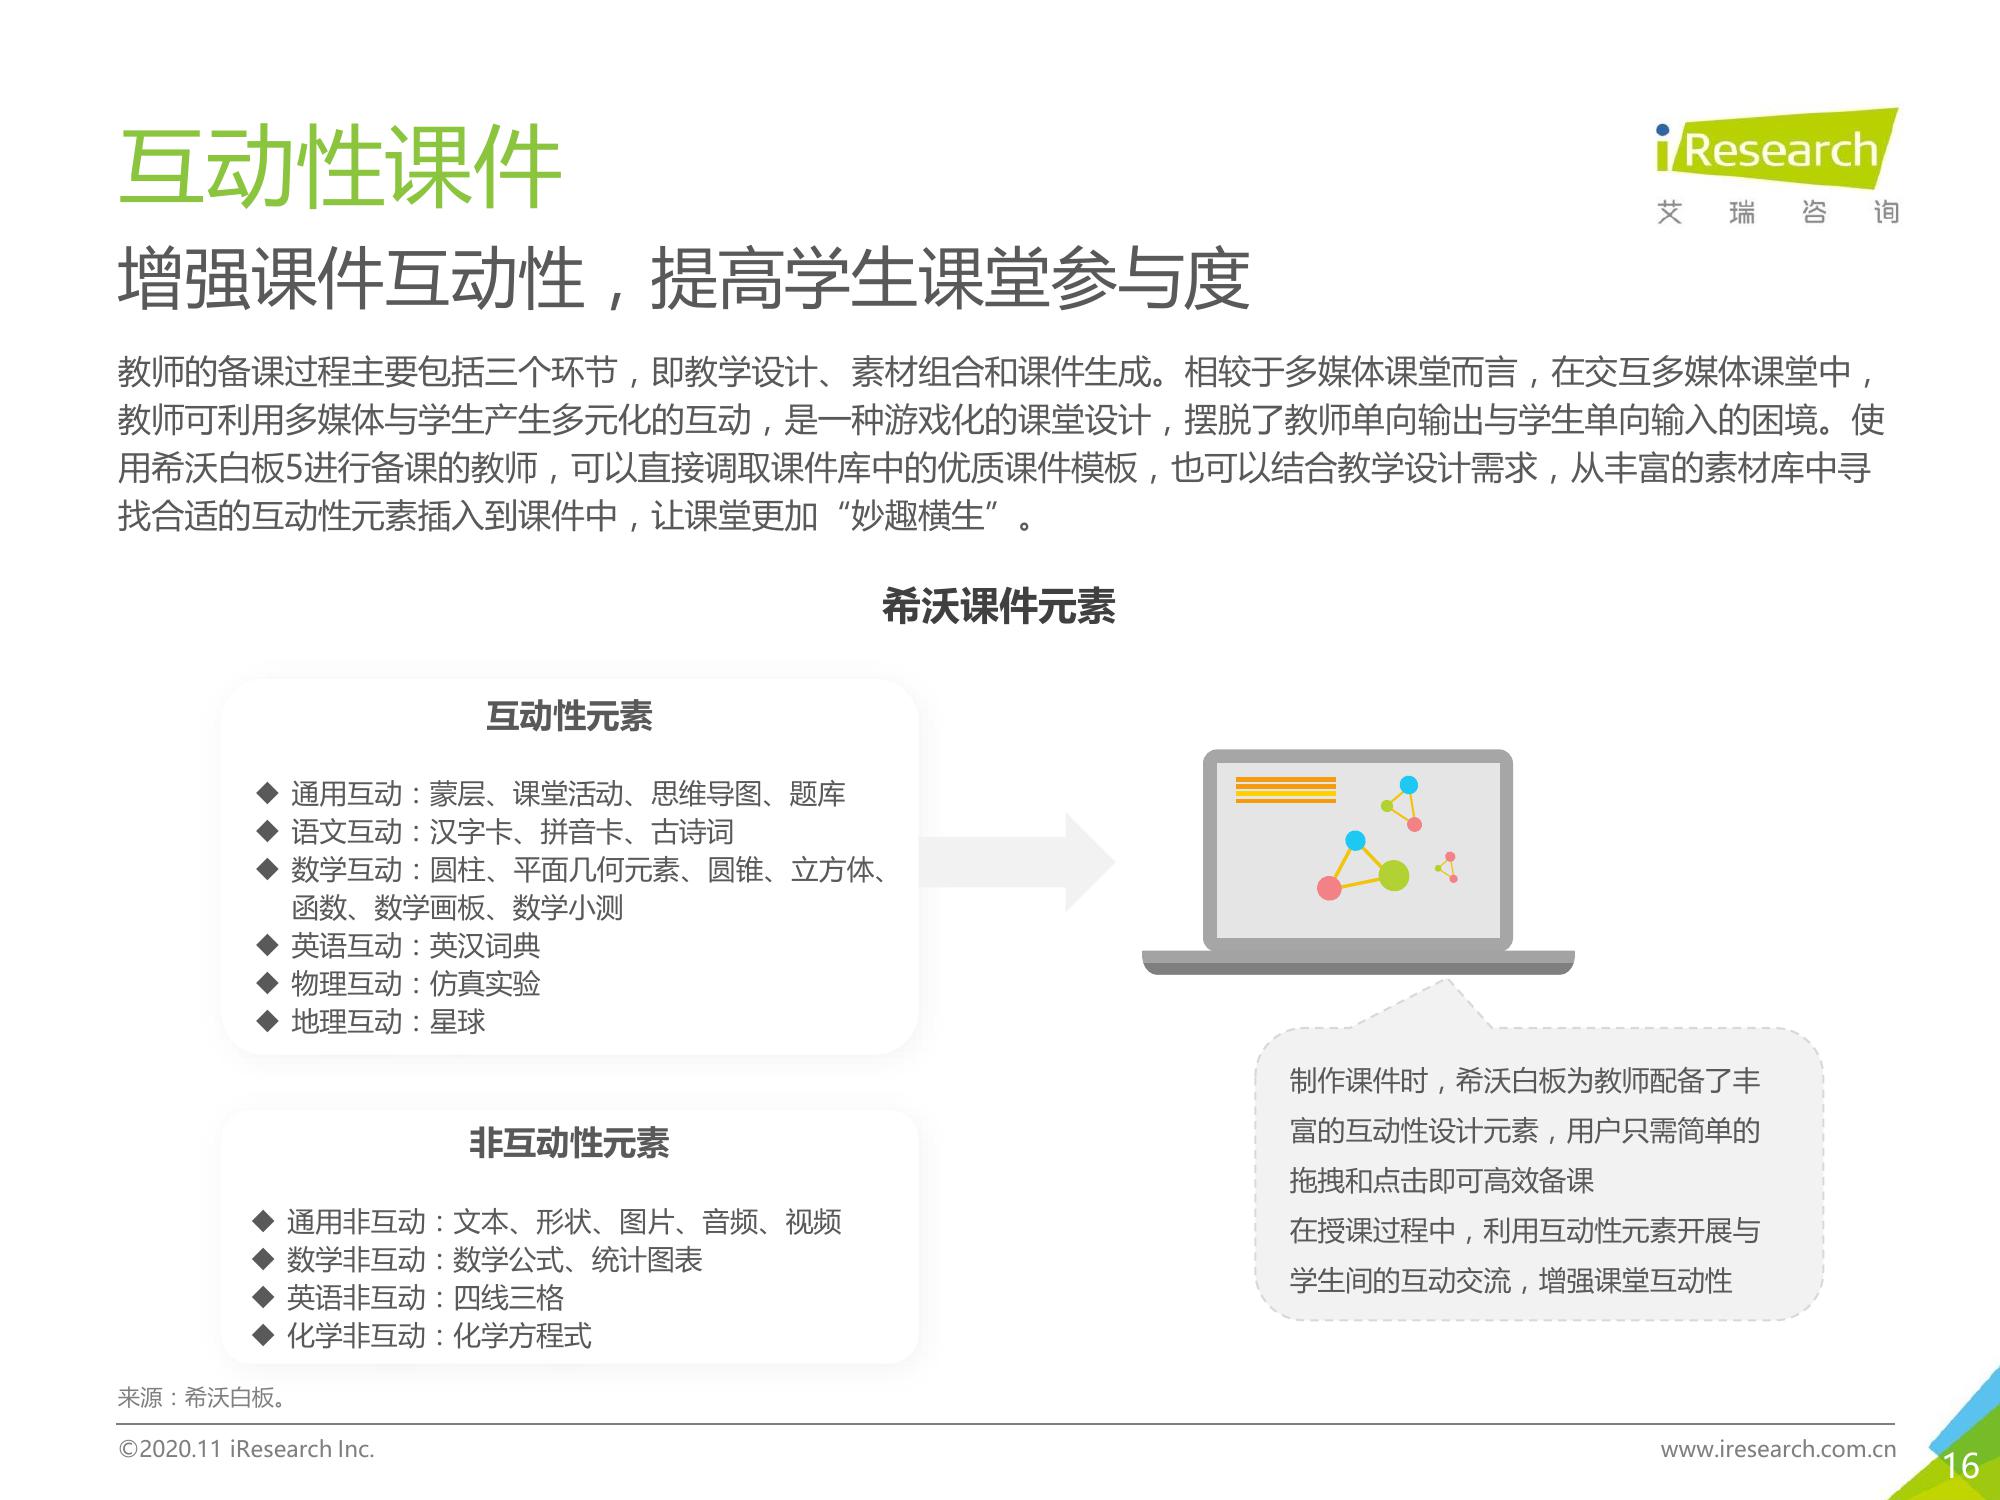 互动性课件
iResearch
艾瑞咨询
增强课件互动性，提高学生课堂参与度
教师的备课过程主要包括三个环节，即教学设计、素材组合和课件生成。相较于多媒体课堂而言，在交互多媒体课堂中，
教师可利用多媒体与学生产生多元化的互动，是一种游戏化的课堂设计，摆脱了教师单向输出与学生单向输入的困境。使
用希沃白板5进行备课的教师，可以直接调取课件库中的优质课件模板，也可以结合教学设计需求，从丰富的素材库中寻
找合适的互动性元素插入到课件中，让课堂更加“妙趣横生”。
希沃课件元素
互动性元素
◆ 通用互动：蒙层、课堂活动、思维导图、题库
◆ 语文互动：汉字卡、拼音卡、古诗词
◆ 数学互动：圆柱、平面几何元素、圆锥、立方体、
函数、数学画板、数学小测
◆ 英语互动：英汉词典
◆ 物理互动：仿真实验
◆ 地理互动：星球
非互动性元素
◆ 通用非互动：文本、形状、图片、音频、视频
◆ 数学非互动：数学公式、统计图表
◆ 英语非互动：四线三格
◆ 化学非互动：化学方程式
制作课件时，希沃白板为教师配备了丰
富的互动性设计元素，用户只需简单的
拖拽和点击即可高效备课
在授课过程中，利用互动性元素开展与
学生间的互动交流，增强课堂互动性
来源：希沃白板。
©2020.11 iResearch Inc.
www.iresearch.com.cn
16